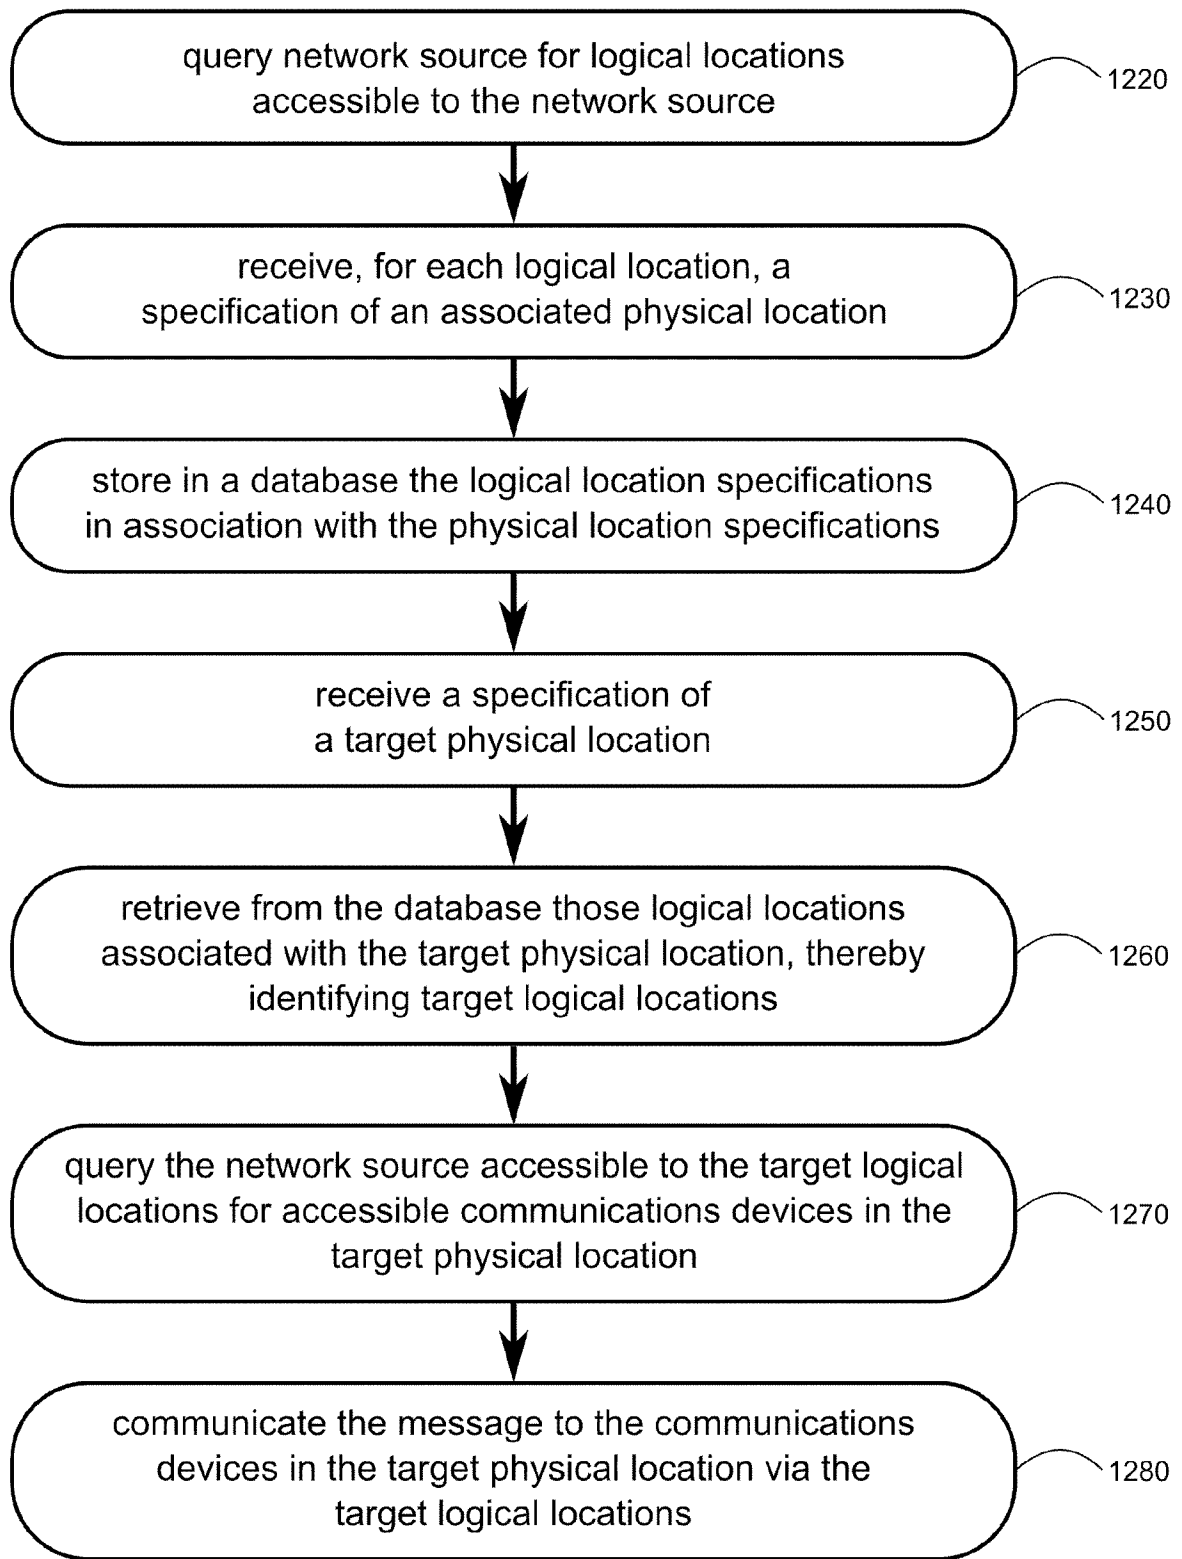 query network source for logical locations
accessible to the network source
1220
receive, for each logical location, a
specification of an associated physical location
1230
store in a database the logical location specifications
in association with the physical location specifications
1240
receive a specification of
a target physical location
1250
retrieve from the database those logical locations
associated with the target physical location, thereby
identifying target logical locations
1260
query the network source accessible to the target logical
locations for accessible communications devices in the
target physical location
1270
communicate the message to the communications
devices in the target physical location via the
target logical locations
1280